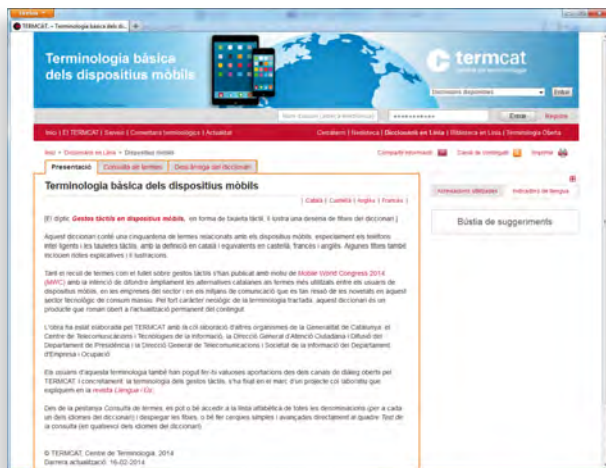 Firefox
TERMCAT. - Terminologia bàsica dels di...
Terminologia bàsica
dels dispositius mòbils
termcat
centre de terminologia
Diccionaris disponibles
Entrar
Entrar
Registre
Inici | El TERMCAT | Serveis | Comentaris terminològics | Actualitat
Cercaterm | Neoloteca | Diccionaris en Línia | Biblioteca en Línia | Terminologia Oberta
Inici > Diccionaris en Línia > Dispositius mòbils
Compartir informació
Canal de continguts
Imprimir
Presentació
Consulta de termes
Descàrrega del diccionari
Terminologia bàsica dels dispositius mòbils
| Català | Castellà | Anglès | Francès |
Abreviacions utilitzades
Indicadors de llengua
Bústia de suggeriments
[El díptic Gestos tàctils en dispositius mòbils, en forma de tauleta tàctil, il·lustra una desena de fitxes del diccionari.]
Aquest diccionari conté una cinquantena de termes relacionats amb els dispositius mòbils, especialment els telèfons
intel·ligents i les tauletes tàctils, amb la definició en català i equivalents en castellà, francès i anglès. Algunes fitxes també
inclouen notes explicatives i il·lustracions.
Tant el recull de termes com el fullet sobre gestos tàctils s'han publicat amb motiu de Mobile World Congress 2014
(MWC) amb la intenció de difondre àmpliament les alternatives catalanes als termes més utilitzats entre els usuaris de
dispositius mòbils, en les empreses del sector i en els mitjans de comunicació que es fan ressò de les novetats en aquest
sector tecnològic de consum massiu. Pel fort caràcter neològic de la terminologia tractada, aquest diccionari és un
producte que roman obert a l'actualització permanent del contingut.
L'obra ha estat elaborada pel TERMCAT amb la col·laboració d'altres organismes de la Generalitat de Catalunya: el
Centre de Telecomunicacions i Tecnologies de la Informació, la Direcció General d'Atenció Ciutadana i Difusió del
Departament de Presidència i la Direcció General de Telecomunicacions i Societat de la Informació del Departament
d'Empresa i Ocupació.
Els usuaris d'aquesta terminologia també han pogut fer-hi valuoses aportacions des dels canals de diàleg oberts pel
TERMCAT. I concretament, la terminologia dels gestos tàctils, s'ha fixat en el marc d'un projecte col·laboratiu que
expliquem en la revista Llengua i Ús.
Des de la pestanya Consulta de termes, es pot o bé accedir a la llista alfabètica de totes les denominacions (per a cada
un dels idiomes del diccionari) i desplegar les fitxes, o bé fer cerques simples i avançades directament al quadre Text de
la consulta (en qualsevol dels idiomes del diccionari).
© TERMCAT, Centre de Terminologia, 2014
Darrera actualització: 16-02-2014